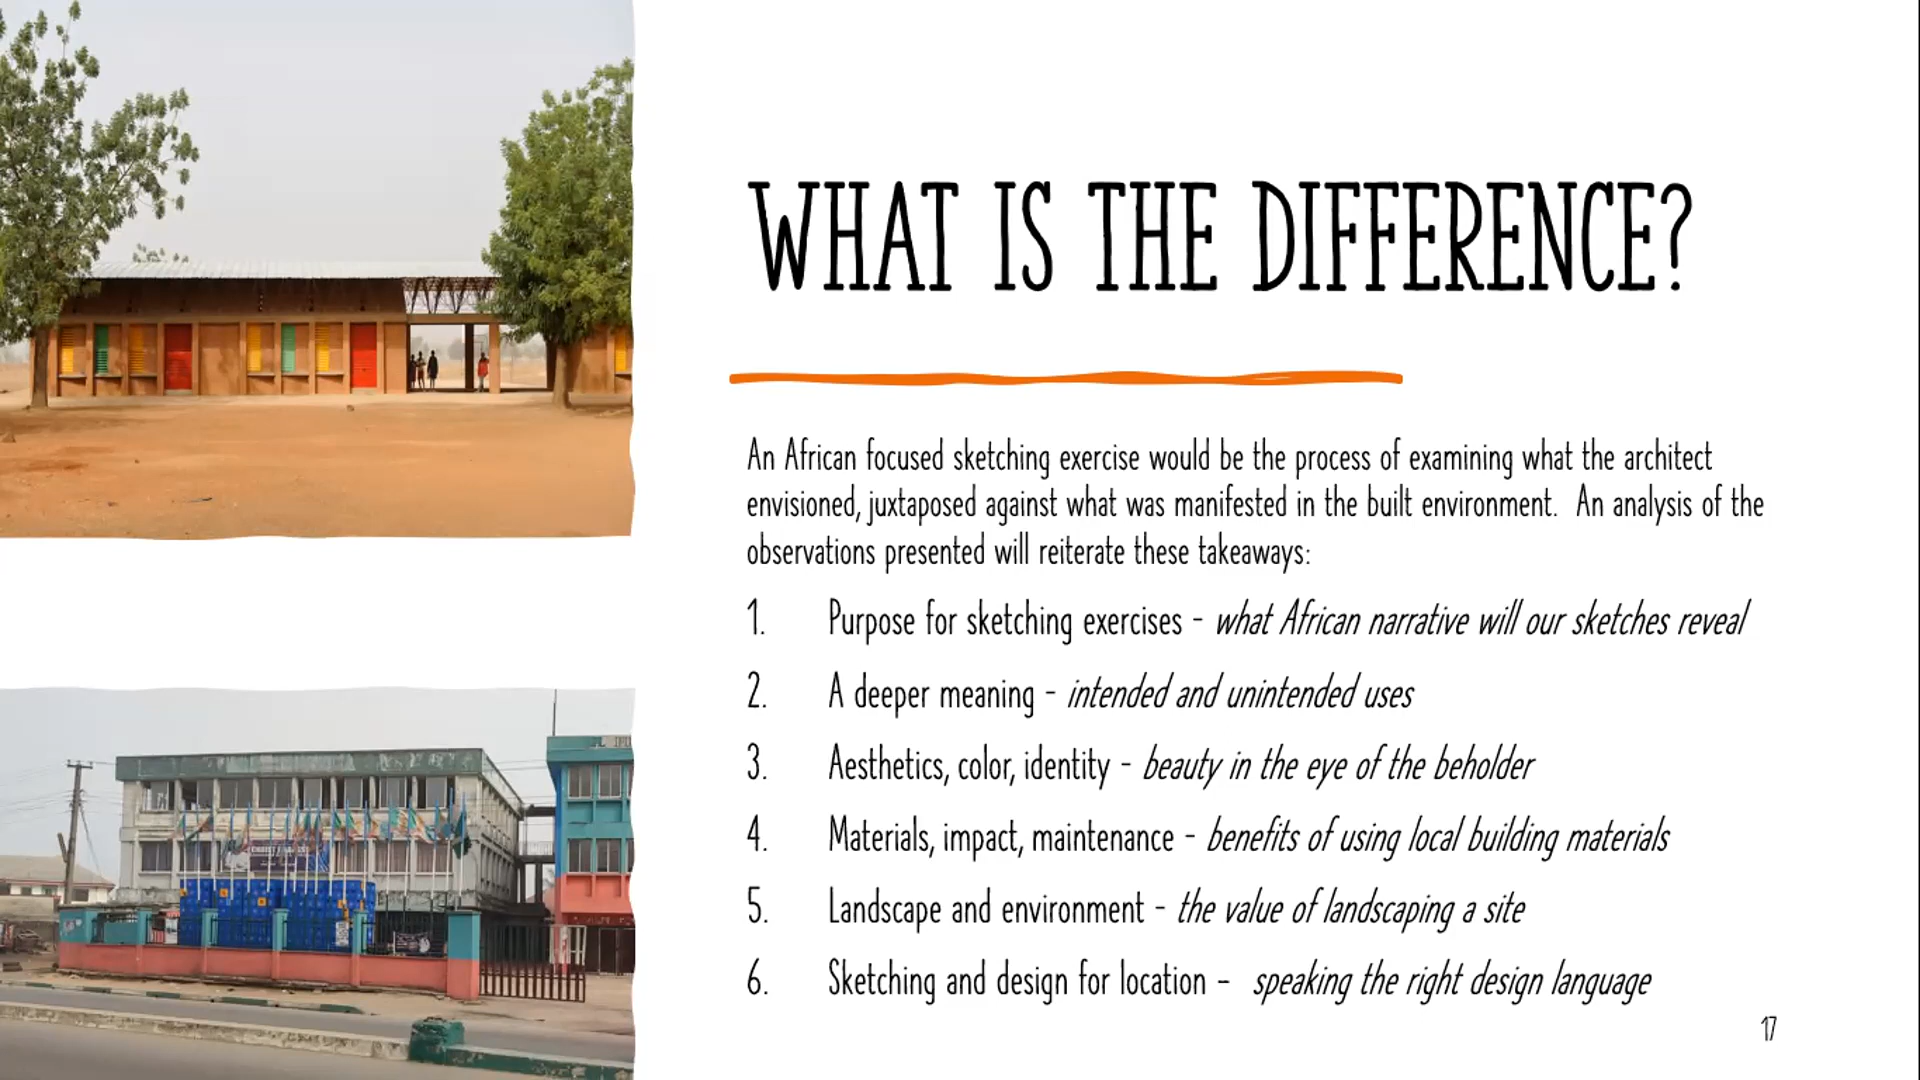 WHAT IS THE DIFFERENCE?
An African focused sketching exercise would be the process of examining what the architect
envisioned, juxtaposed against what was manifested in the built environment. An analysis of the
observations presented will reiterate these takeaways:
1. Purpose for sketching exercises - what African narrative will our sketches reveal
2. A deeper meaning - intended and unintended uses
3. Aesthetics, color, identity - beauty in the eye of the beholder
4. Materials, impact, maintenance - benefits of using local building materials
5. Landscape and environment - the value of landscaping a site
6. Sketching and design for location – speaking the right design language
17